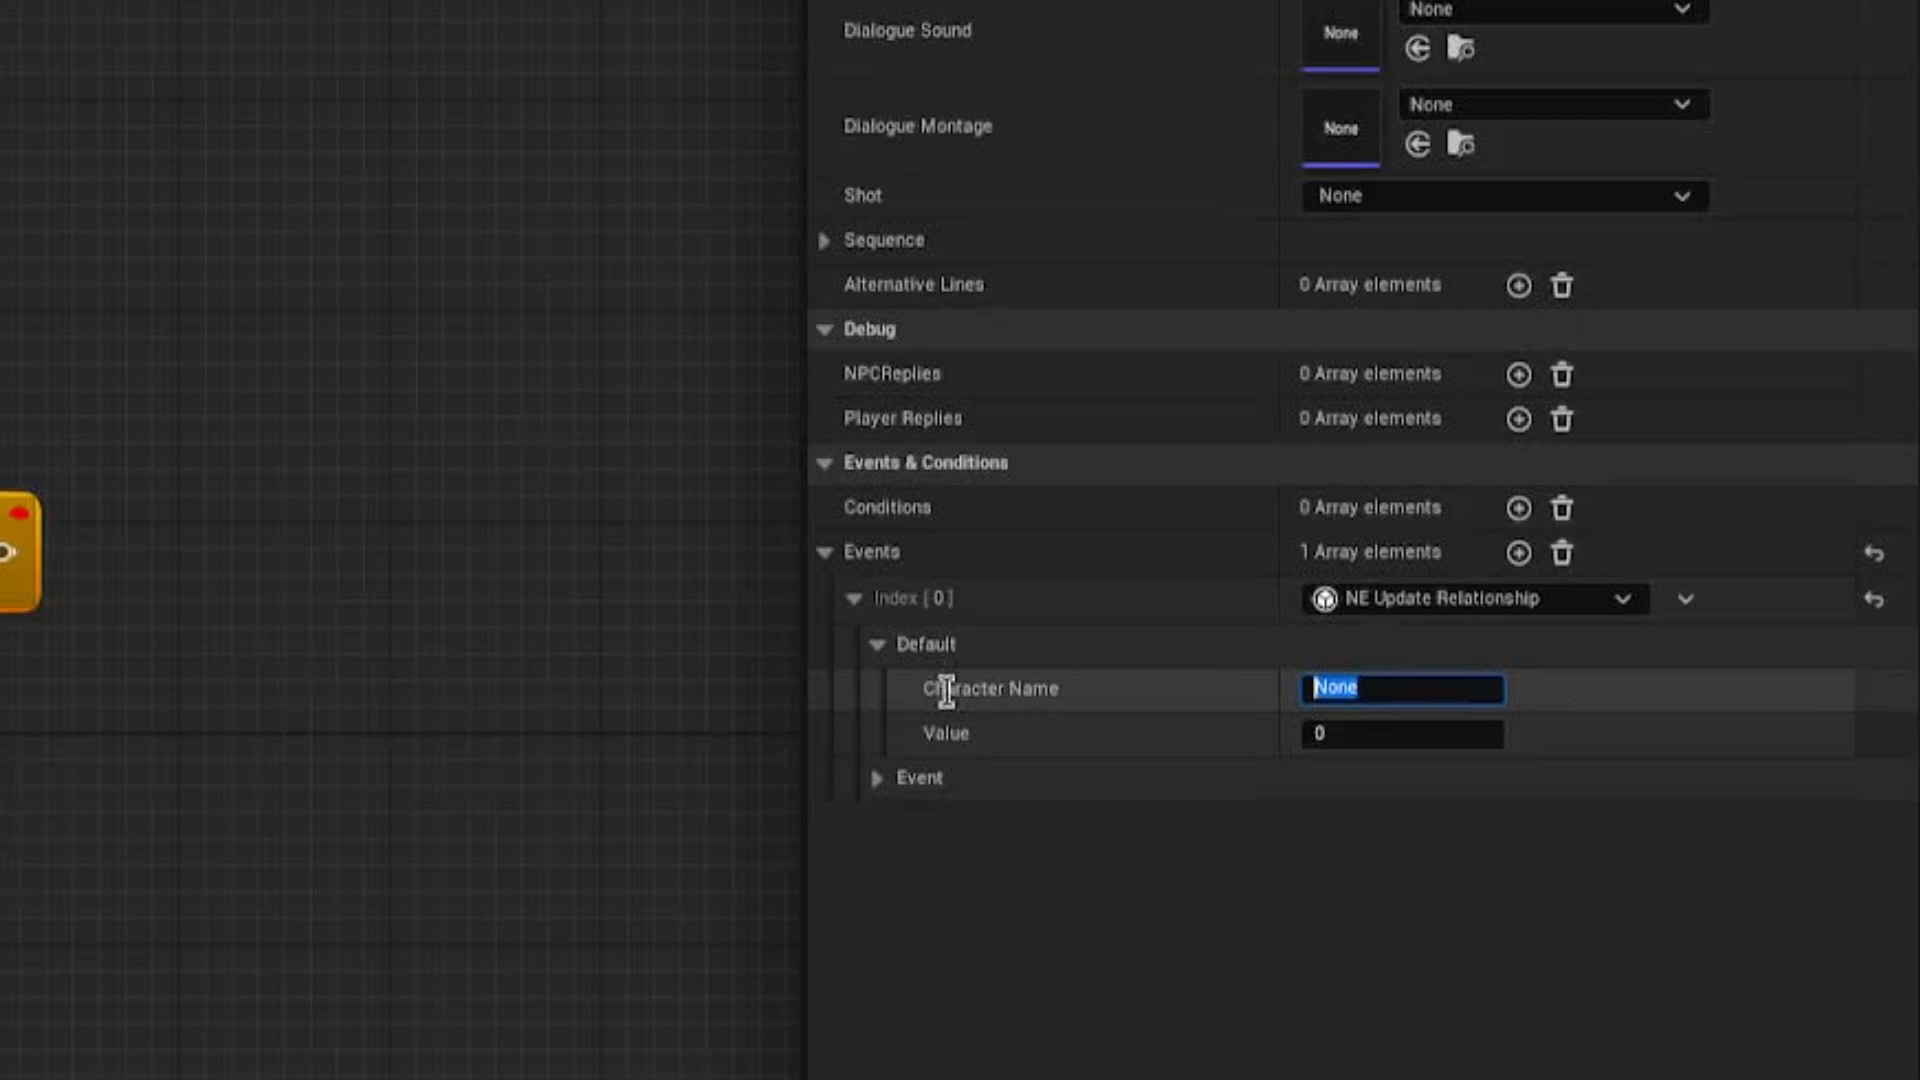 None
Dialogue Sound
None
None
Dialogue Montage
None
Shot
None
Sequence
Alternative Lines
0 Array elements
Debug
NPCReplies
0 Array elements
Player Replies
0 Array elements
Events & Conditions
Conditions
0 Array elements
Events
1 Array elements
Index [ 0 ]
NE Update Relationship
Default
Character Name
None
Value
0
Event